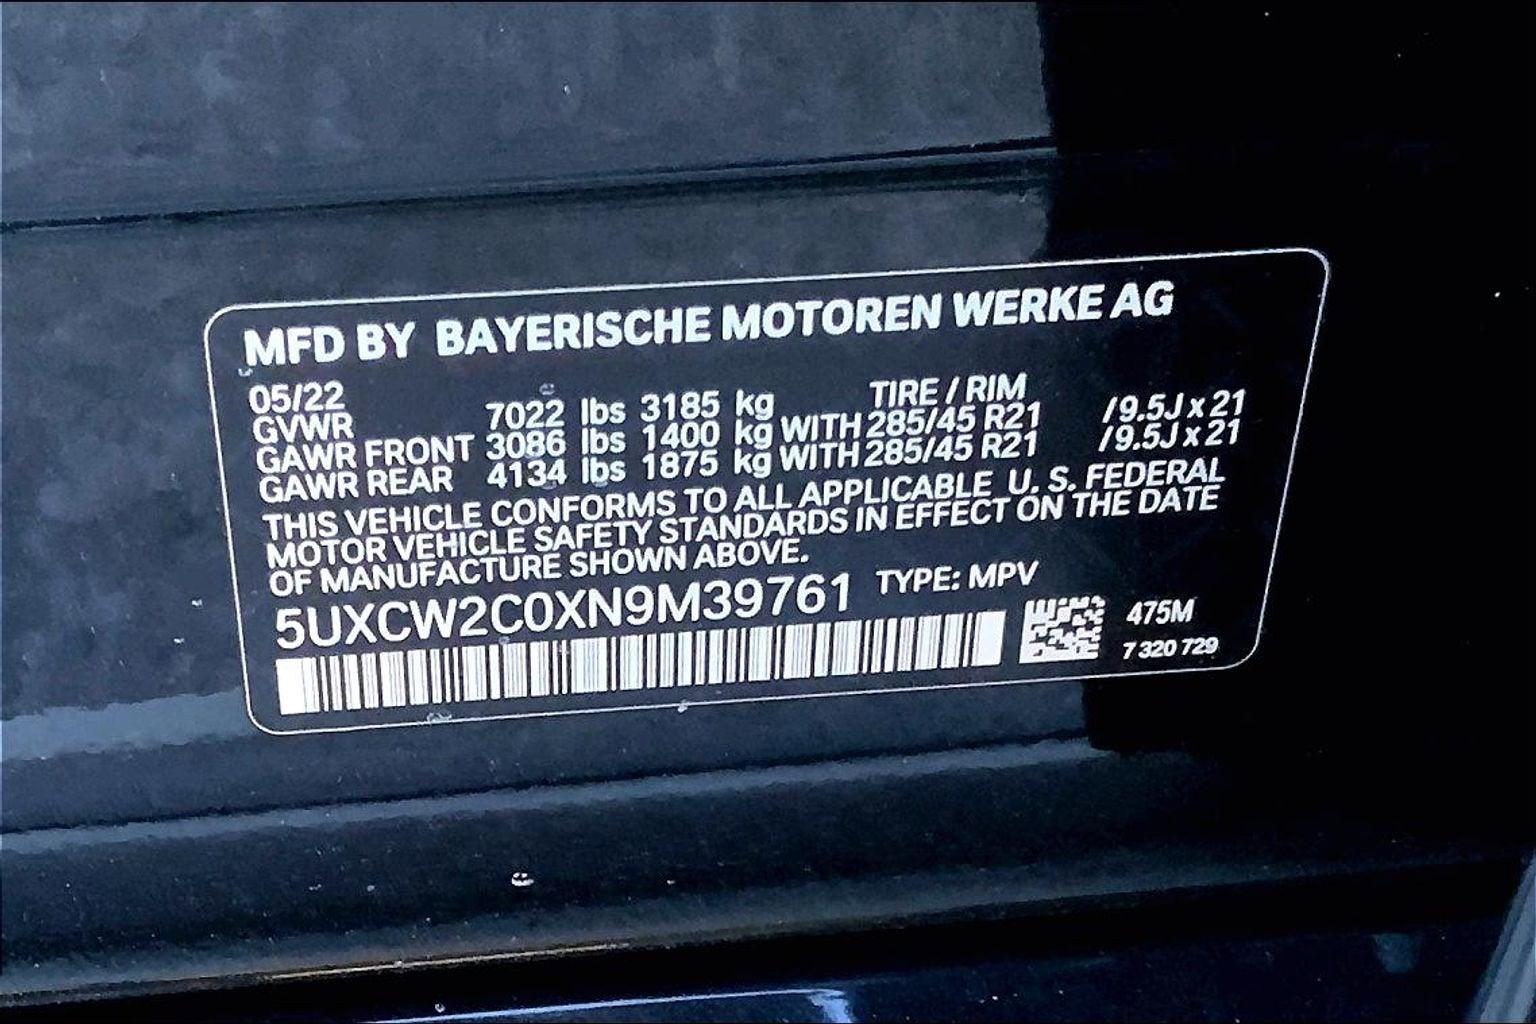 MFD BY BAYERISCHE MOTOREN WERKE AG
05/22 TIRE / RIM
GVWR 7022 lbs 3185 kg
GAWR FRONT 3086 lbs 1400 kg WITH 285/45 R21 /9.5J x 21
GAWR REAR 4134 lbs 1875 kg WITH 285/45 R21 /9.5J x 21
THIS VEHICLE CONFORMS TO ALL APPLICABLE U. S. FEDERAL
MOTOR VEHICLE SAFETY STANDARDS IN EFFECT ON THE DATE
OF MANUFACTURE SHOWN ABOVE.
5UXCW2C0XN9M39761 TYPE: MPV
475M
7 320 729